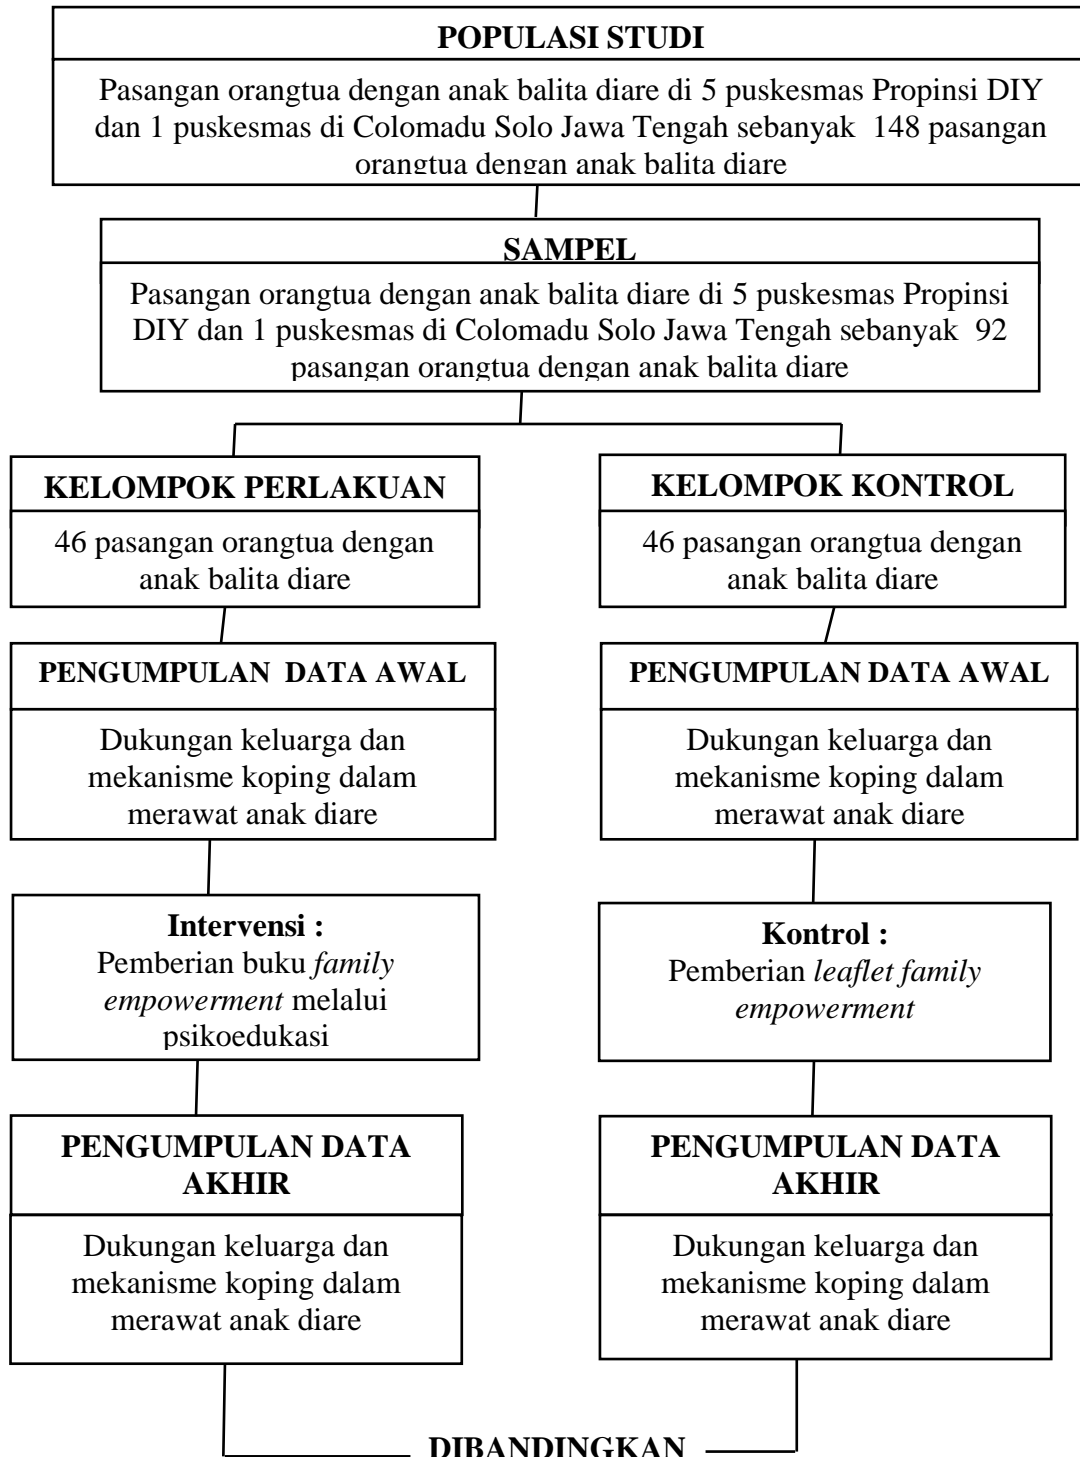 POPULASI STUDI
Pasangan orangtua dengan anak balita diare di 5 puskesmas Propinsi DIY
dan 1 puskesmas di Colomadu Solo Jawa Tengah sebanyak 148 pasangan
orangtua dengan anak balita diare
SAMPEL
Pasangan orangtua dengan anak balita diare di 5 puskesmas Propinsi
DIY dan 1 puskesmas di Colomadu Solo Jawa Tengah sebanyak 92
pasangan orangtua dengan anak balita diare
KELOMPOK PERLAKUAN
46 pasangan orangtua dengan
anak balita diare
KELOMPOK KONTROL
46 pasangan orangtua dengan
anak balita diare
PENGUMPULAN DATA AWAL
Dukungan keluarga dan
mekanisme koping dalam
merawat anak diare
PENGUMPULAN DATA AWAL
Dukungan keluarga dan
mekanisme koping dalam
merawat anak diare
Intervensi :
Pemberian buku family
empowerment melalui
psikoedukasi
Kontrol :
Pemberian leaflet family
empowerment
PENGUMPULAN DATA
AKHIR
Dukungan keluarga dan
mekanisme koping dalam
merawat anak diare
PENGUMPULAN DATA
AKHIR
Dukungan keluarga dan
mekanisme koping dalam
merawat anak diare
DIBANDINGKAN